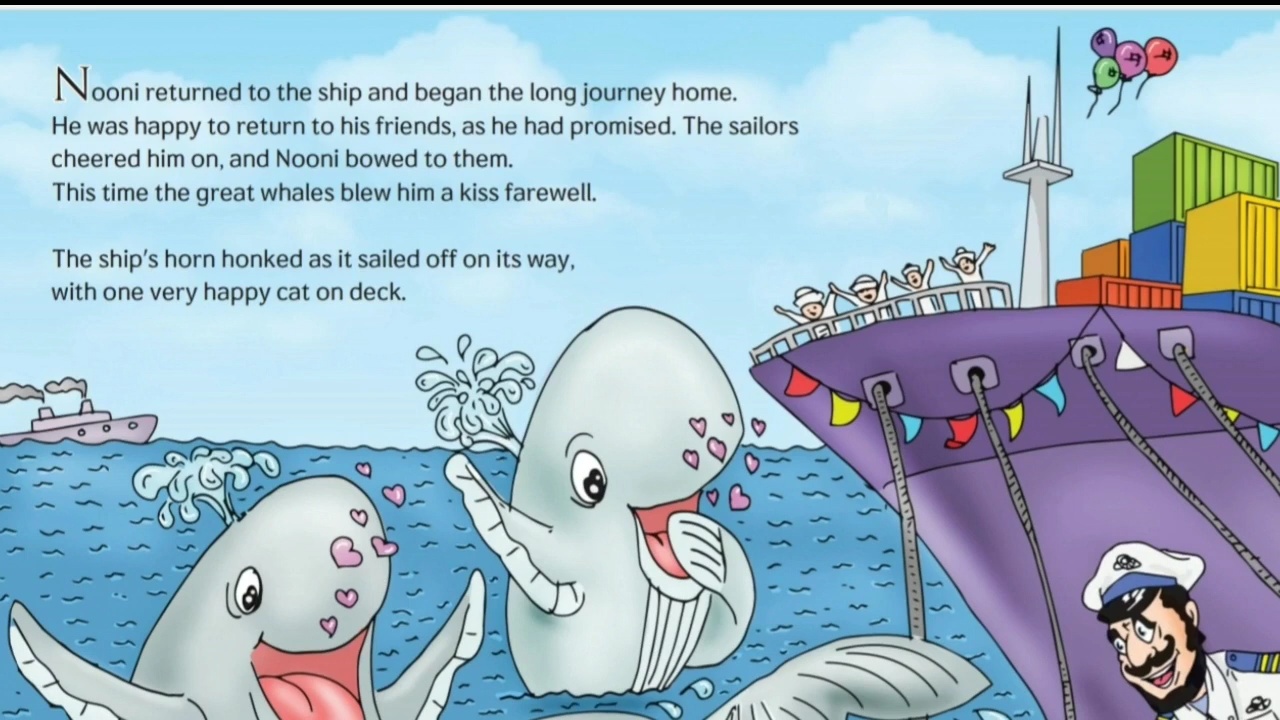 Nooni returned to the ship and began the long journey home.
He was happy to return to his friends, as he had promised. The sailors
cheered him on, and Nooni bowed to them.
This time the great whales blew him a kiss farewell.
The ship's horn honked as it sailed off on its way,
with one very happy cat on deck.